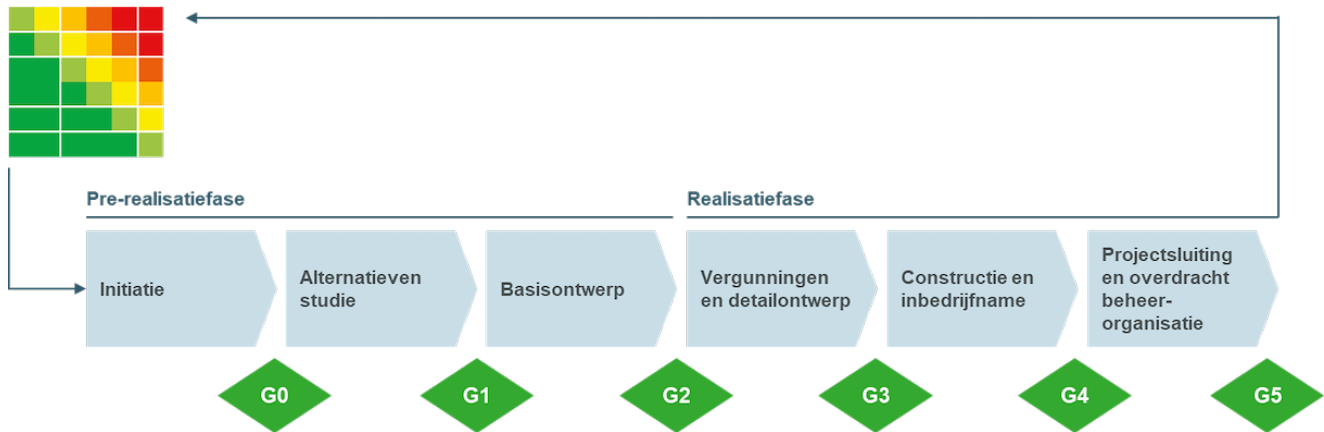 Pre-realisatiefase
Realisatiefase
Initiatie
Alternatieven
studie
Basisontwerp
Vergunningen
en detailontwerp
Constructie en
inbedrijfname
Projectsluiting
en overdracht
beheer-
organisatie
G0
G1
G2
G3
G4
G5